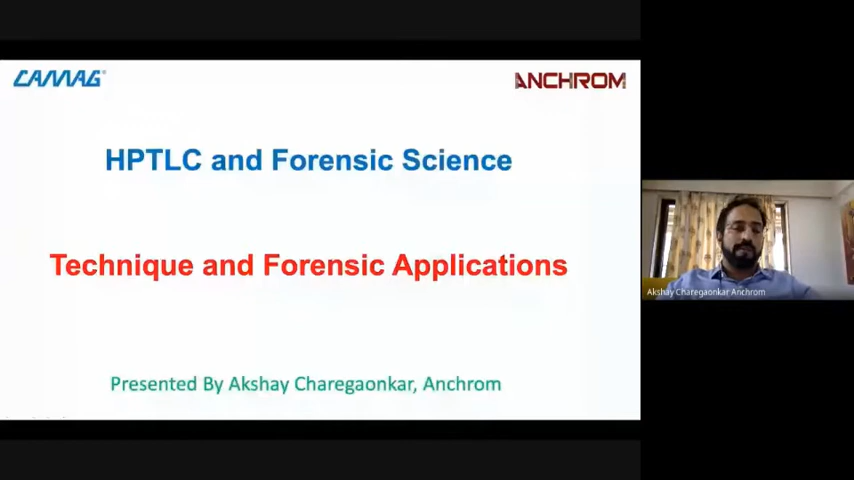 CAMAG
ANCHROM
HPTLC and Forensic Science
Technique and Forensic Applications
Presented By Akshay Charegaonkar, Anchrom
Akshay Charegaonkar Anchrom